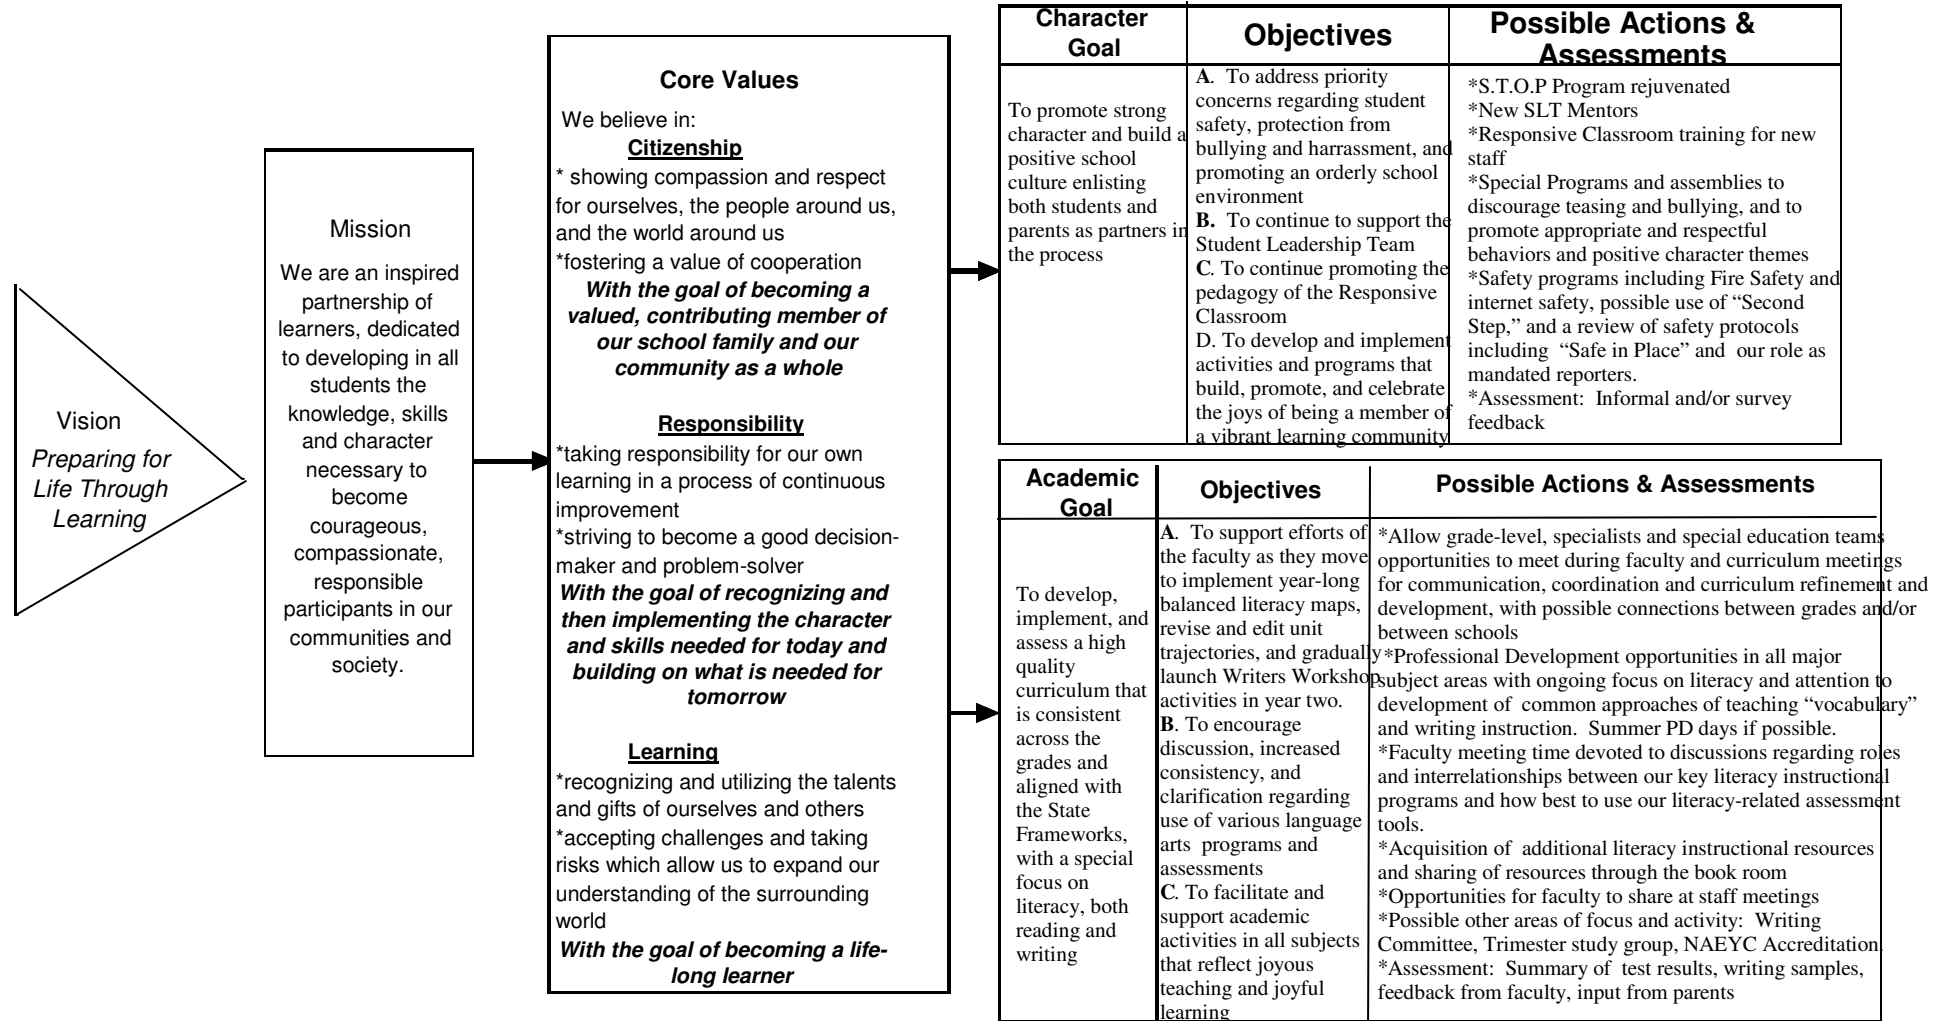 Vision
Preparing for
Life Through
Learning
Mission
We are an inspired
partnership of
learners, dedicated
to developing in all
students the
knowledge, skills
and character
necessary to
become
courageous,
compassionate,
responsible
participants in our
communities and
society.
Core Values
We believe in:
Citizenship
* showing compassion and respect
for ourselves, the people around us,
and the world around us
*fostering a value of cooperation
With the goal of becoming a
valued, contributing member of
our school family and our
community as a whole
Responsibility
*taking responsibility for our own
learning in a process of continuous
improvement
*striving to become a good decision-
maker and problem-solver
With the goal of recognizing and
then implementing the character
and skills needed for today and
building on what is needed for
tomorrow
Learning
*recognizing and utilizing the talents
and gifts of ourselves and others
*accepting challenges and taking
risks which allow us to expand our
understanding of the surrounding
world
With the goal of becoming a life-
long learner
Character
Goal
To promote strong
character and build a
positive school
culture enlisting
both students and
parents as partners in
the process
Objectives
A. To address priority
concerns regarding student
safety, protection from
bullying and harrassment, and
promoting an orderly school
environment
B. To continue to support the
Student Leadership Team
C. To continue promoting the
pedagogy of the Responsive
Classroom
D. To develop and implement
activities and programs that
build, promote, and celebrate
the joys of being a member of
a vibrant learning community
Possible Actions &
Assessments
*S.T.O.P Program rejuvenated
*New SLT Mentors
*Responsive Classroom training for new
staff
*Special Programs and assemblies to
discourage teasing and bullying, and to
promote appropriate and respectful
behaviors and positive character themes
*Safety programs including Fire Safety and
internet safety, possible use of “Second
Step,” and a review of safety protocols
including “Safe in Place” and our role as
mandated reporters.
*Assessment: Informal and/or survey
feedback
Academic
Goal
To develop,
implement, and
assess a high
quality
curriculum that
is consistent
across the
grades and
aligned with
the State
Frameworks,
with a special
focus on
literacy, both
reading and
writing
Objectives
A. To support efforts of
the faculty as they move
to implement year-long
balanced literacy maps,
revise and edit unit
trajectories, and gradually
launch Writers Workshop
activities in year two.
B. To encourage
discussion, increased
consistency, and
clarification regarding
use of various language
arts programs and
assessments
C. To facilitate and
support academic
activities in all subjects
that reflect joyous
teaching and joyful
learning
Possible Actions & Assessments
*Allow grade-level, specialists and special education teams
opportunities to meet during faculty and curriculum meetings
for communication, coordination and curriculum refinement and
development, with possible connections between grades and/or
between schools
*Professional Development opportunities in all major
subject areas with ongoing focus on literacy and attention to
development of common approaches of teaching “vocabulary”
and writing instruction. Summer PD days if possible.
*Faculty meeting time devoted to discussions regarding roles
and interrelationships between our key literacy instructional
programs and how best to use our literacy-related assessment
tools.
*Acquisition of additional literacy instructional resources
and sharing of resources through the book room
*Opportunities for faculty to share at staff meetings
*Possible other areas of focus and activity: Writing
Committee, Trimester study group, NAEYC Accreditation.
*Assessment: Summary of test results, writing samples,
feedback from faculty, input from parents